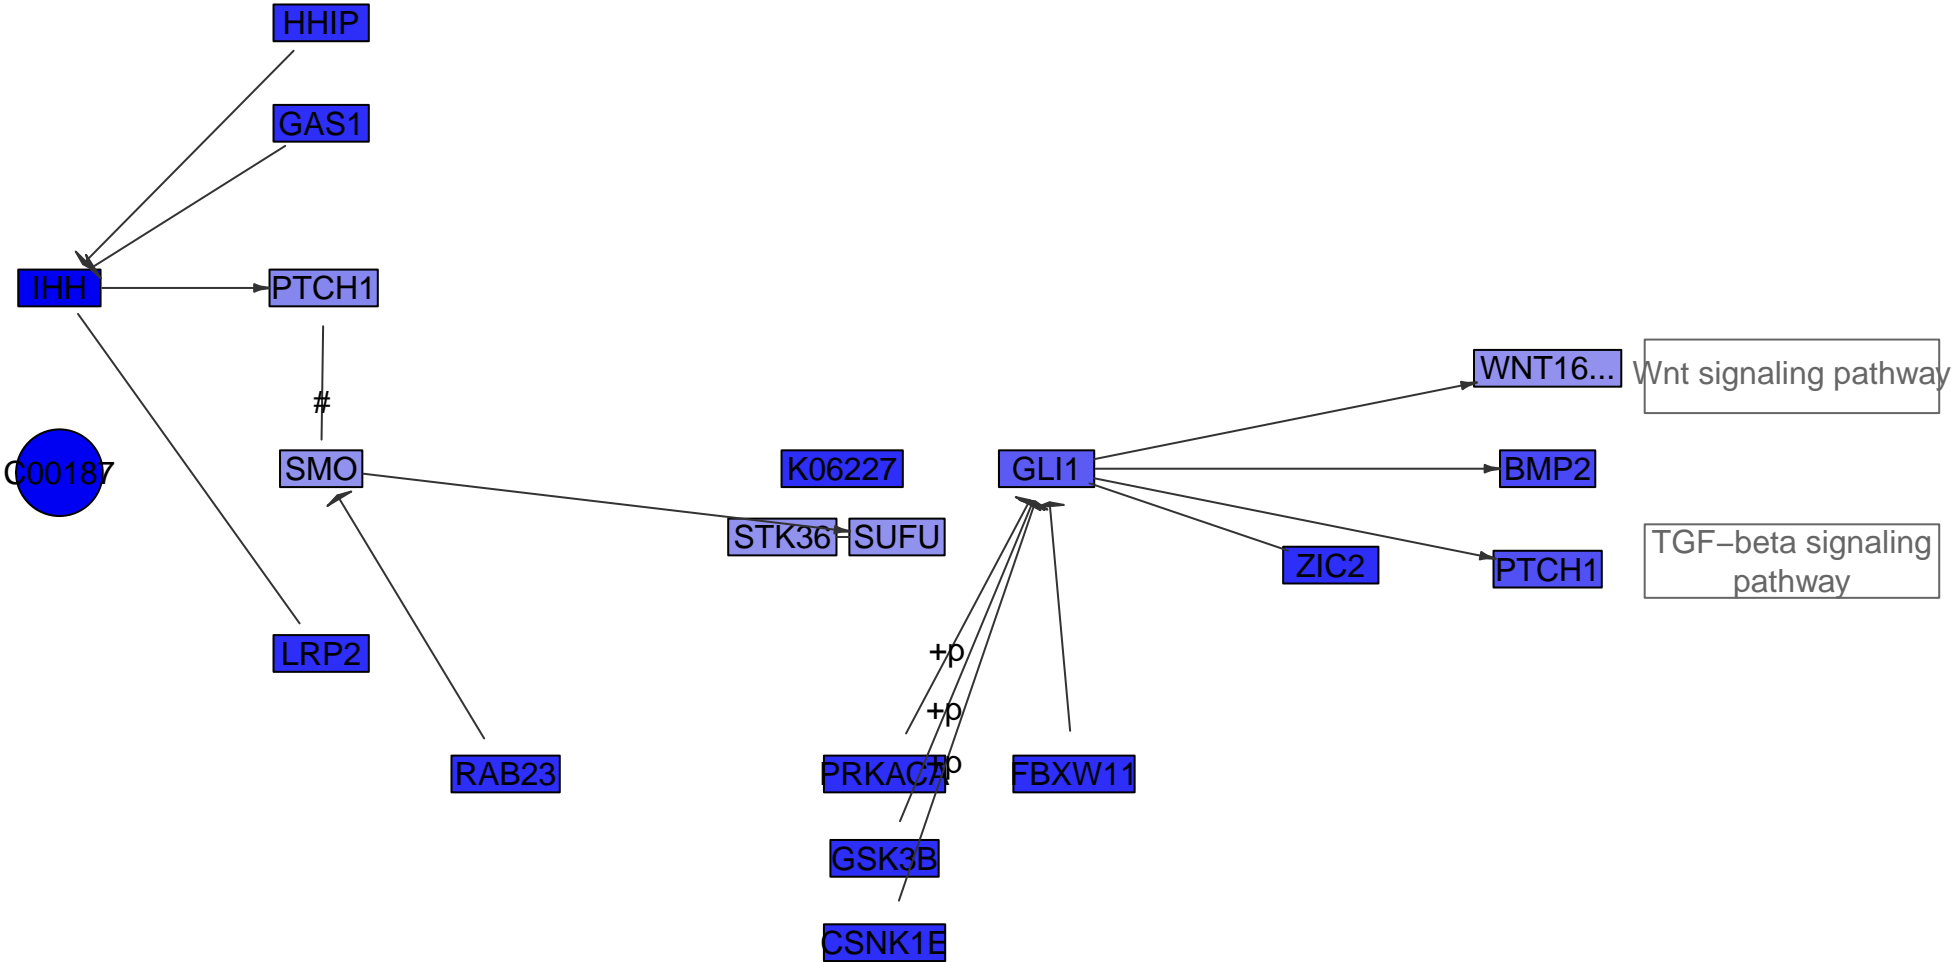 HHIP
GAS1
IHH
PTCH1
WNT16...
Wnt signaling pathway
#
C00187
SMO
K06227
GLI1
BMP2
STK36
SUFU
ZIC2
PTCH1
TGF−beta signaling
pathway
LRP2
+p
+p
+p
RAB23
PRKACA
FBXW11
GSK3B
CSNK1E